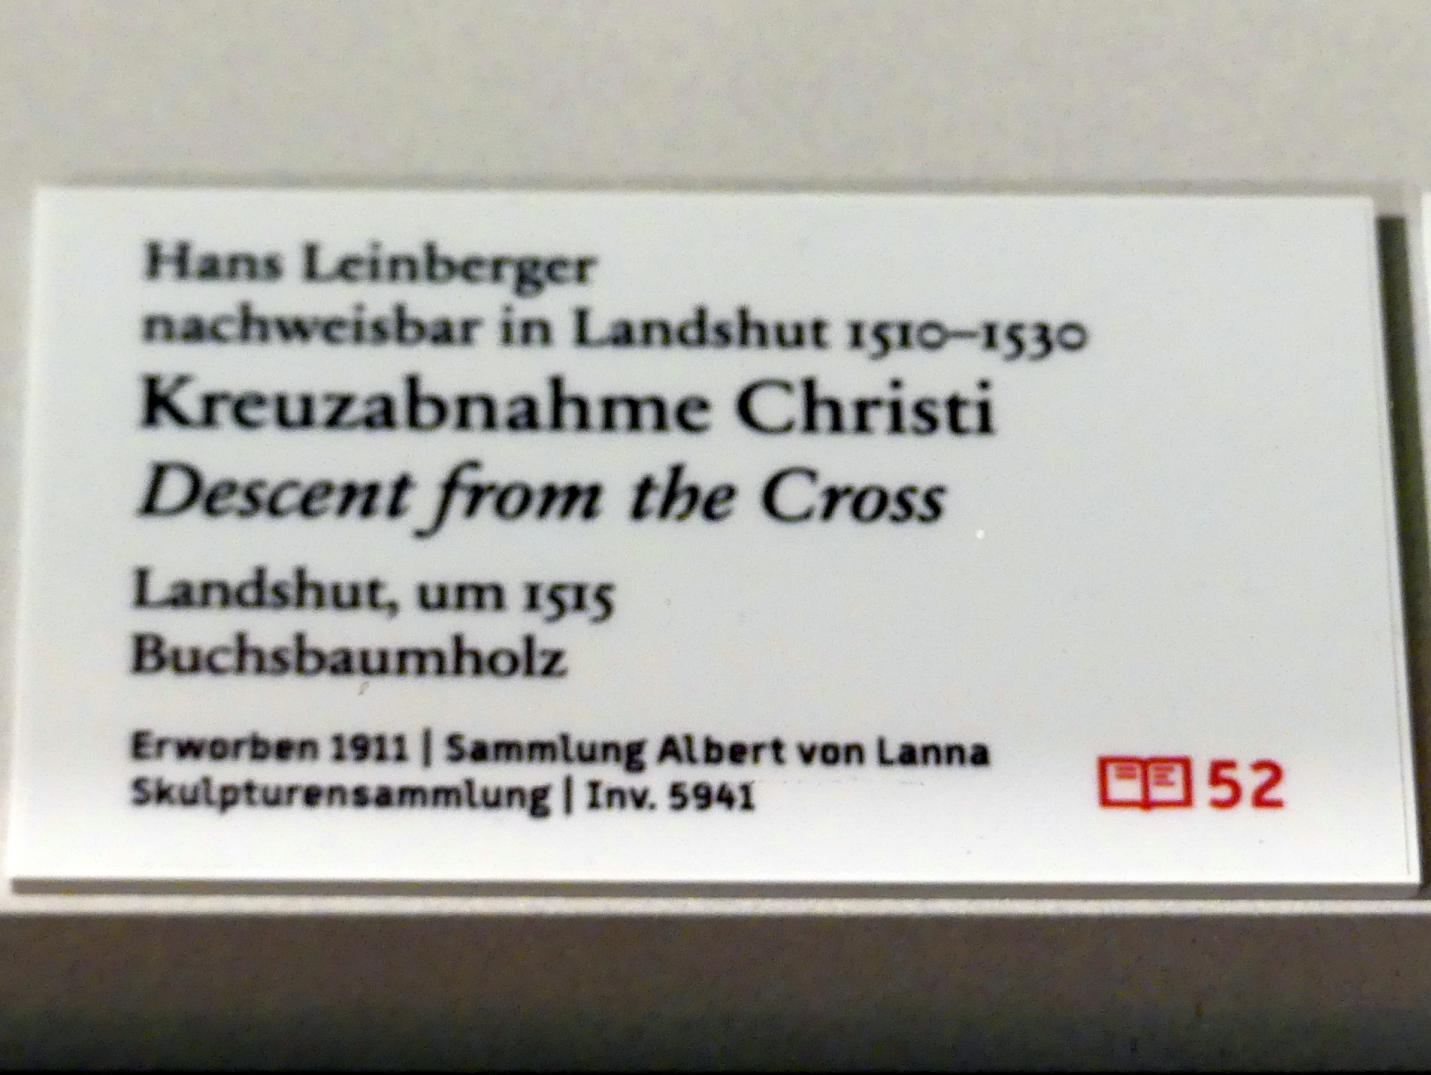 Hans Leinberger
nachweisbar in Landshut 1510–1530
Kreuzabnahme Christi
Descent from the Cross
Landshut, um 1515
Buchsbaumholz
Erworben 1911 | Sammlung Albert von Lanna
Skulpturensammlung | Inv. 5941
52